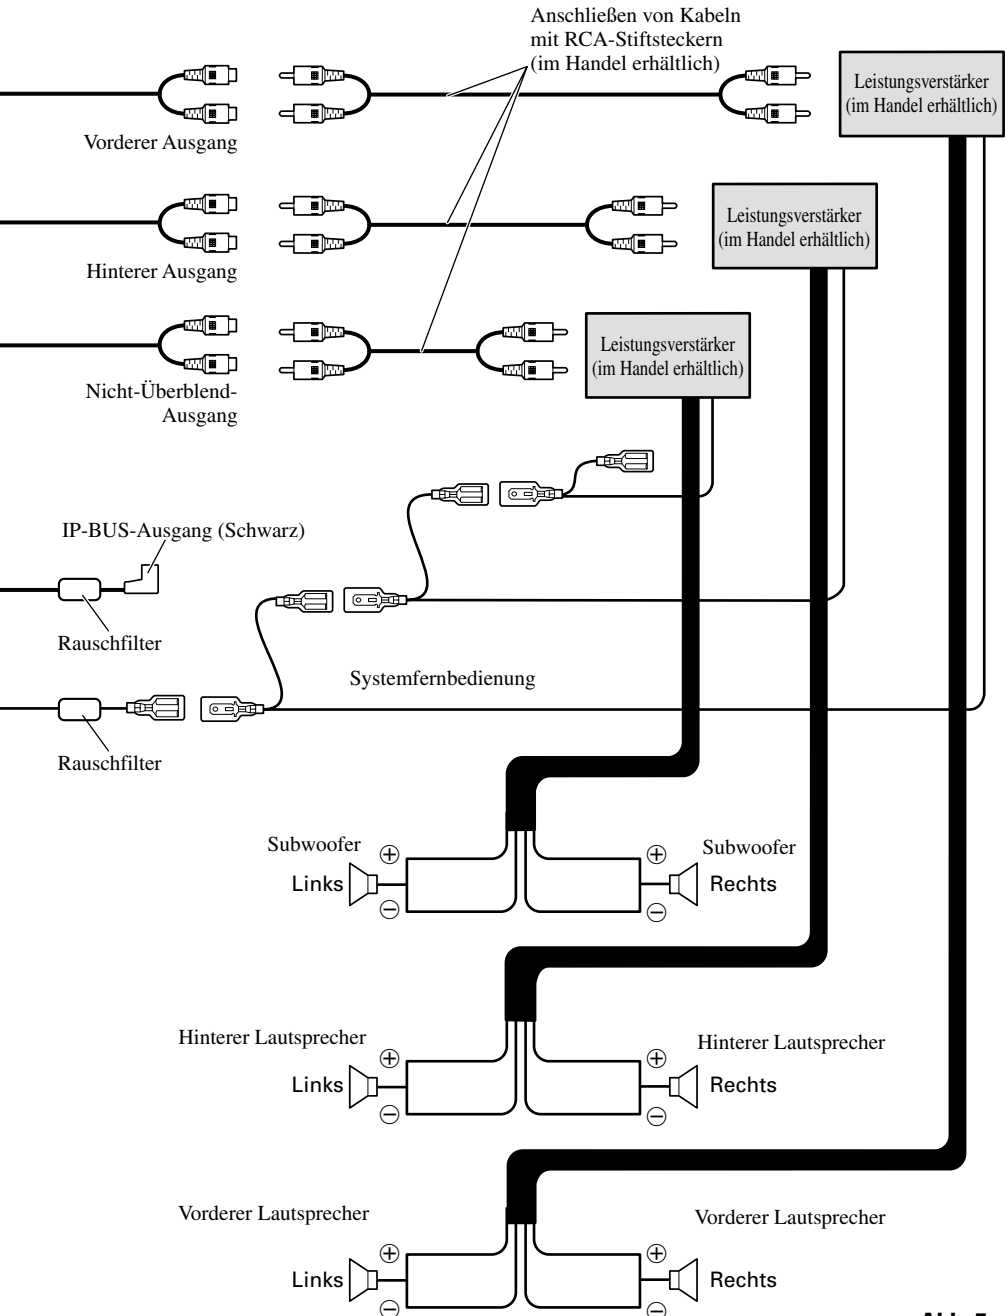 Anschließen von Kabeln
mit RCA-Stiftsteckern
(im Handel erhältlich)
Leistungsverstärker
(im Handel erhältlich)
Vorderer Ausgang
Leistungsverstärker
(im Handel erhältlich)
Hinterer Ausgang
Leistungsverstärker
(im Handel erhältlich)
Nicht-Überblend-
Ausgang
IP-BUS-Ausgang (Schwarz)
Rauschfilter
Systemfernbedienung
Rauschfilter
Subwoofer
⊕
⊕
Subwoofer
Links
Rechts
⊖
⊖
Hinterer Lautsprecher
⊕
⊕
Hinterer Lautsprecher
Links
Rechts
⊖
⊖
Vorderer Lautsprecher
Vorderer Lautsprecher
⊕
⊕
Links
Rechts
⊖
⊖